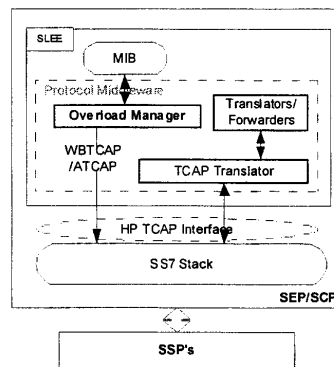 SLEE
MIB
Protocol Middleware
Overload Manager
Translators/
Forwarders
WBTCAP
/ATCAP
TCAP Translator
HP TCAP Interface
SS7 Stack
SEP/SCP
SSP's